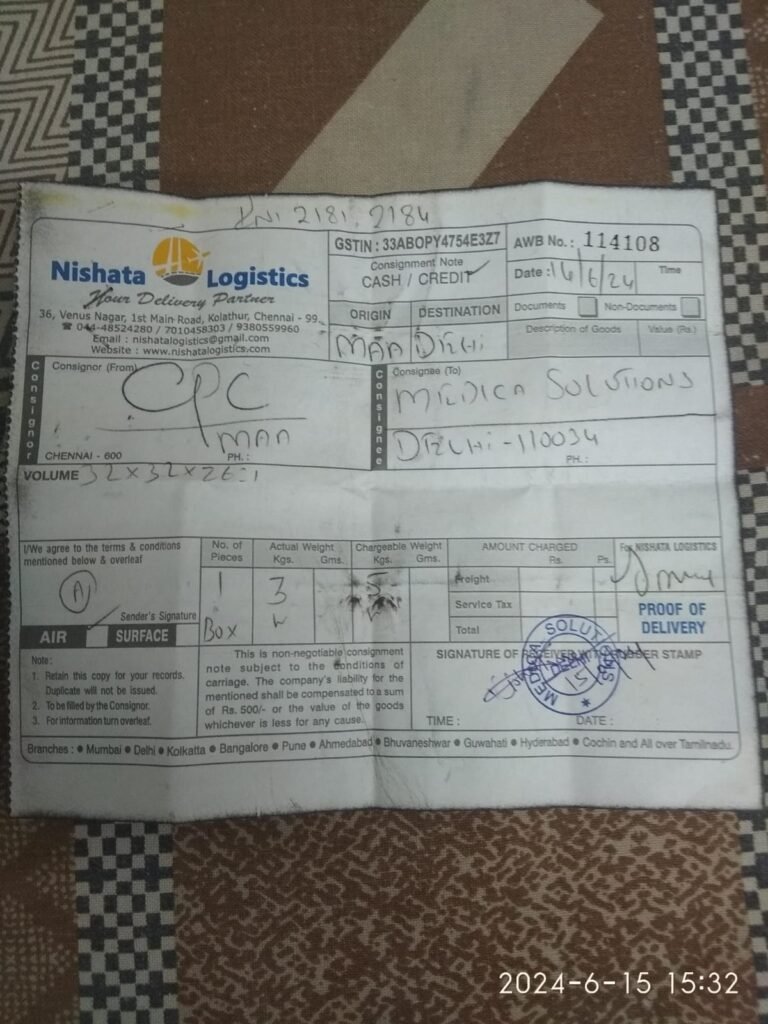 INV 2181, 2184
Nishata Logistics
Your Delivery Partner
36, Venus Nagar, 1st Main Road, Kolathur, Chennai - 99.
☎ 044-48524280 / 7010458303 / 9380559960
Email : nishatalogistics@gmail.com
Website : www.nishatalogistics.com
GSTIN : 33ABOPY4754E3Z7
Consignment Note
CASH / CREDIT
AWB No. : 114108
Date : 14/6/24 Time
ORIGIN DESTINATION
MAA DELHI
Documents Non-Documents
Description of Goods Value (Rs.)
Consignor
Consignor (From)
CPC
MAA
CHENNAI - 600 PH. :
Consignee
Consignee (To)
MEDICA SOLUTIONS
DELHI - 110034
PH. :
VOLUME 32x32x26=1
I/We agree to the terms & conditions
mentioned below & overleaf
Sender's Signature
AIR SURFACE
No. of Pieces
1
Box
Actual Weight
Kgs. Gms.
3
Chargeable Weight
Kgs. Gms.
5
AMOUNT CHARGED
Rs. Ps.
Freight
Service Tax
Total
For NISHATA LOGISTICS
PROOF OF
DELIVERY
Note :
1. Retain this copy for your records.
Duplicate will not be issued.
2. To be filled by the Consignor.
3. For information turn overleaf.
This is non-negotiable consignment
note subject to the conditions of
carriage. The company's liability for the
mentioned shall be compensated to a sum
of Rs. 500/- or the value of the goods
whichever is less for any cause.
SIGNATURE OF RECEIVER WITH RUBBER STAMP
MEDICA SOLUTIONS
DELHI
TIME : DATE :
Branches : ● Mumbai ● Delhi ● Kolkatta ● Bangalore ● Pune ● Ahmedabad ● Bhuvaneshwar ● Guwahati ● Hyderabad ● Cochin and All over Tamilnadu.
2024-6-15 15:32